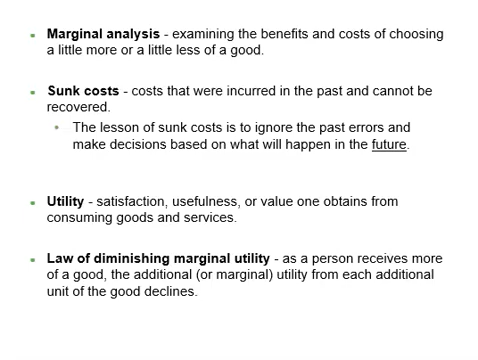 Marginal analysis - examining the benefits and costs of choosing
a little more or a little less of a good.
Sunk costs - costs that were incurred in the past and cannot be
recovered.
The lesson of sunk costs is to ignore the past errors and
make decisions based on what will happen in the future.
Utility - satisfaction, usefulness, or value one obtains from
consuming goods and services.
Law of diminishing marginal utility - as a person receives more
of a good, the additional (or marginal) utility from each additional
unit of the good declines.